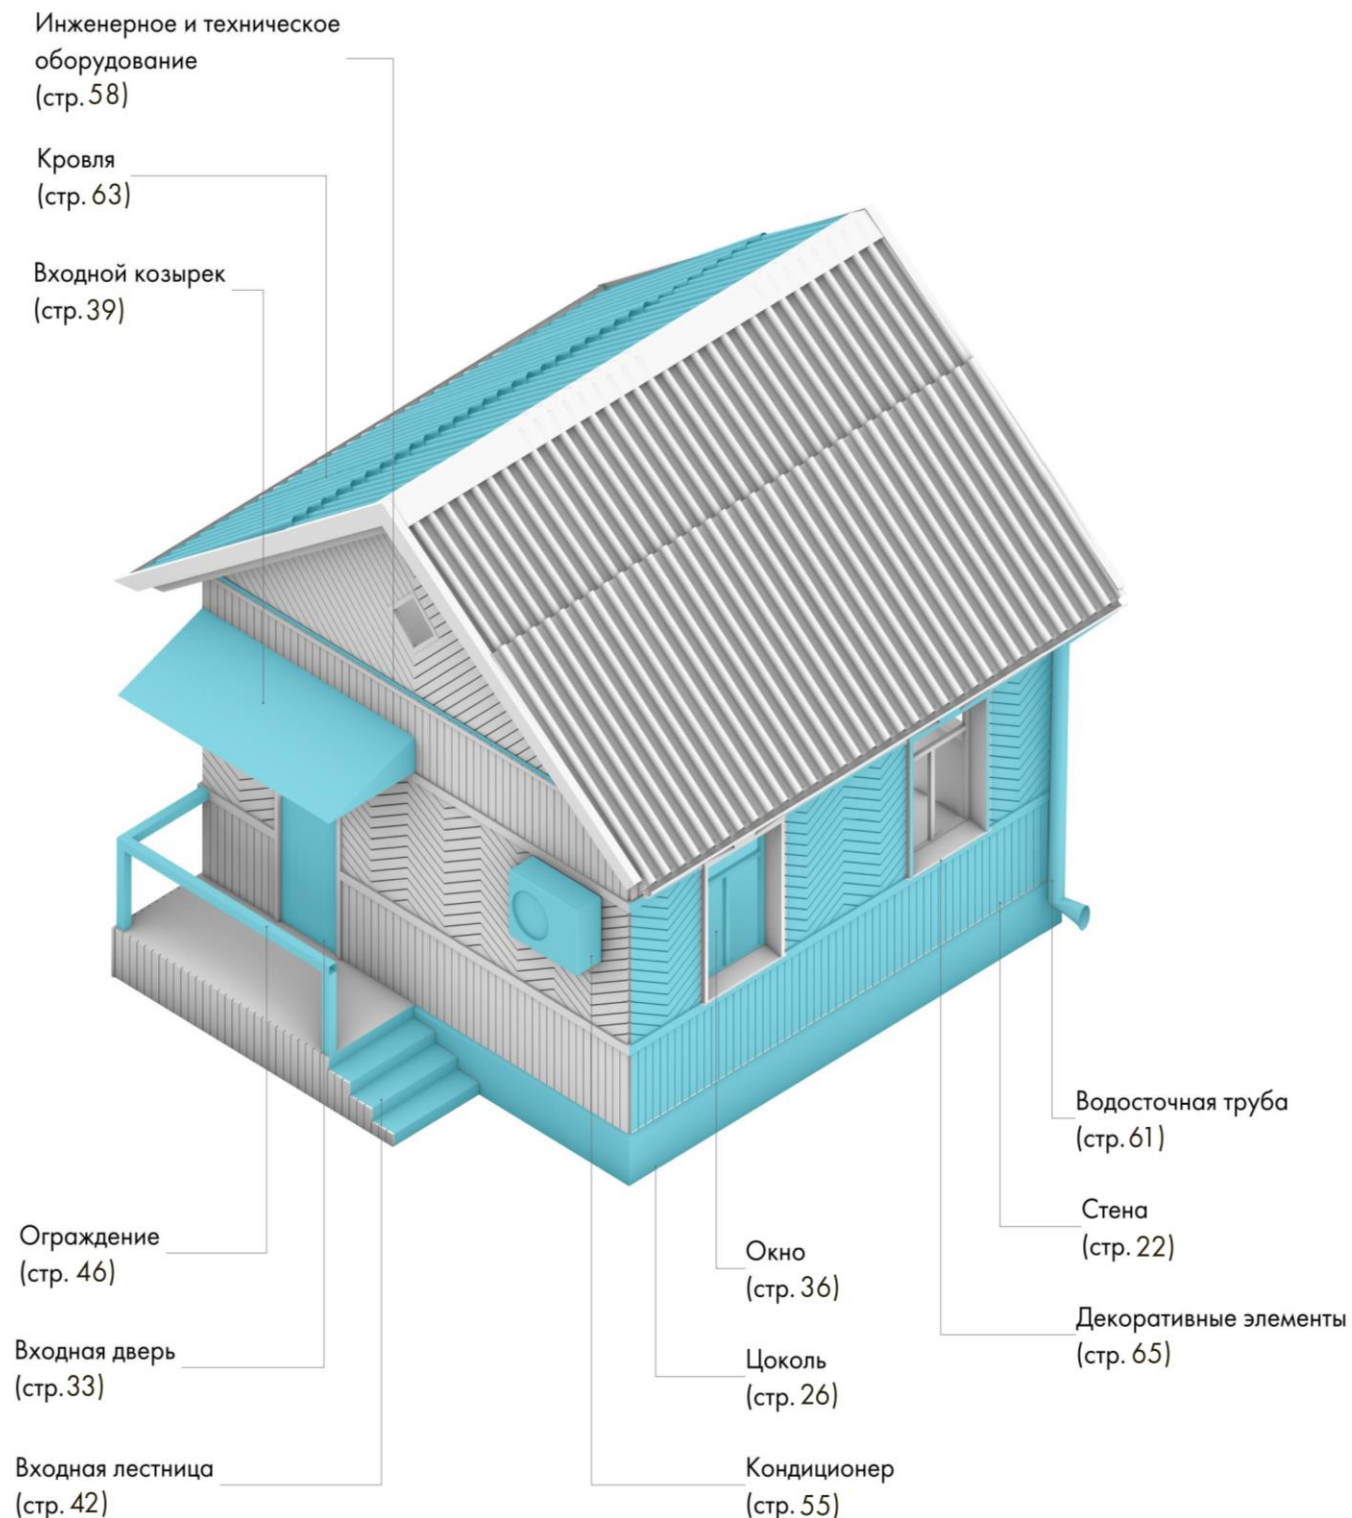 Инженерное и техническое
оборудование
(стр. 58)
Кровля
(стр. 63)
Входной козырек
(стр. 39)
Водосточная труба
(стр. 61)
Стена
(стр. 22)
Декоративные элементы
(стр. 65)
Ограждение
(стр. 46)
Входная дверь
(стр. 33)
Входная лестница
(стр. 42)
Окно
(стр. 36)
Цоколь
(стр. 26)
Кондиционер
(стр. 55)